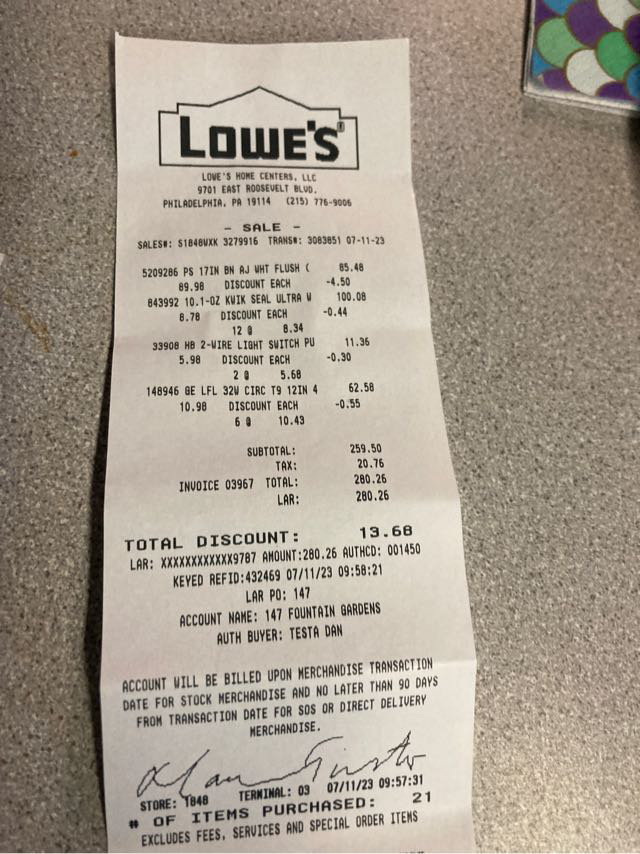 LOWE'S®
LOWE'S HOME CENTERS, LLC
9701 EAST ROOSEVELT BLVD.
PHILADELPHIA, PA 19114 (215) 776-9006
- SALE -
SALES#: S1848WXK 3279916 TRANS#: 3083851 07-11-23
5209286 PS 17IN BN AJ WHT FLUSH ( 85.48
89.98 DISCOUNT EACH -4.50
843992 10.1-OZ KWIK SEAL ULTRA W 100.08
8.78 DISCOUNT EACH -0.44
12 @ 8.34
33908 HB 2-WIRE LIGHT SWITCH PU 11.36
5.98 DISCOUNT EACH -0.30
2 @ 5.68
148946 GE LFL 32W CIRC T9 12IN 4 62.58
10.98 DISCOUNT EACH -0.55
6 @ 10.43
SUBTOTAL: 259.50
TAX: 20.76
INVOICE 03967 TOTAL: 280.26
LAR: 280.26
TOTAL DISCOUNT: 13.68
LAR: XXXXXXXXXXXX9787 AMOUNT:280.26 AUTHCD: 001450
KEYED REFID:432469 07/11/23 09:58:21
LAR PO: 147
ACCOUNT NAME: 147 FOUNTAIN GARDENS
AUTH BUYER: TESTA DAN
ACCOUNT WILL BE BILLED UPON MERCHANDISE TRANSACTION
DATE FOR STOCK MERCHANDISE AND NO LATER THAN 90 DAYS
FROM TRANSACTION DATE FOR SOS OR DIRECT DELIVERY
MERCHANDISE.
STORE: 1848 TERMINAL: 03 07/11/23 09:57:31
# OF ITEMS PURCHASED: 21
EXCLUDES FEES, SERVICES AND SPECIAL ORDER ITEMS